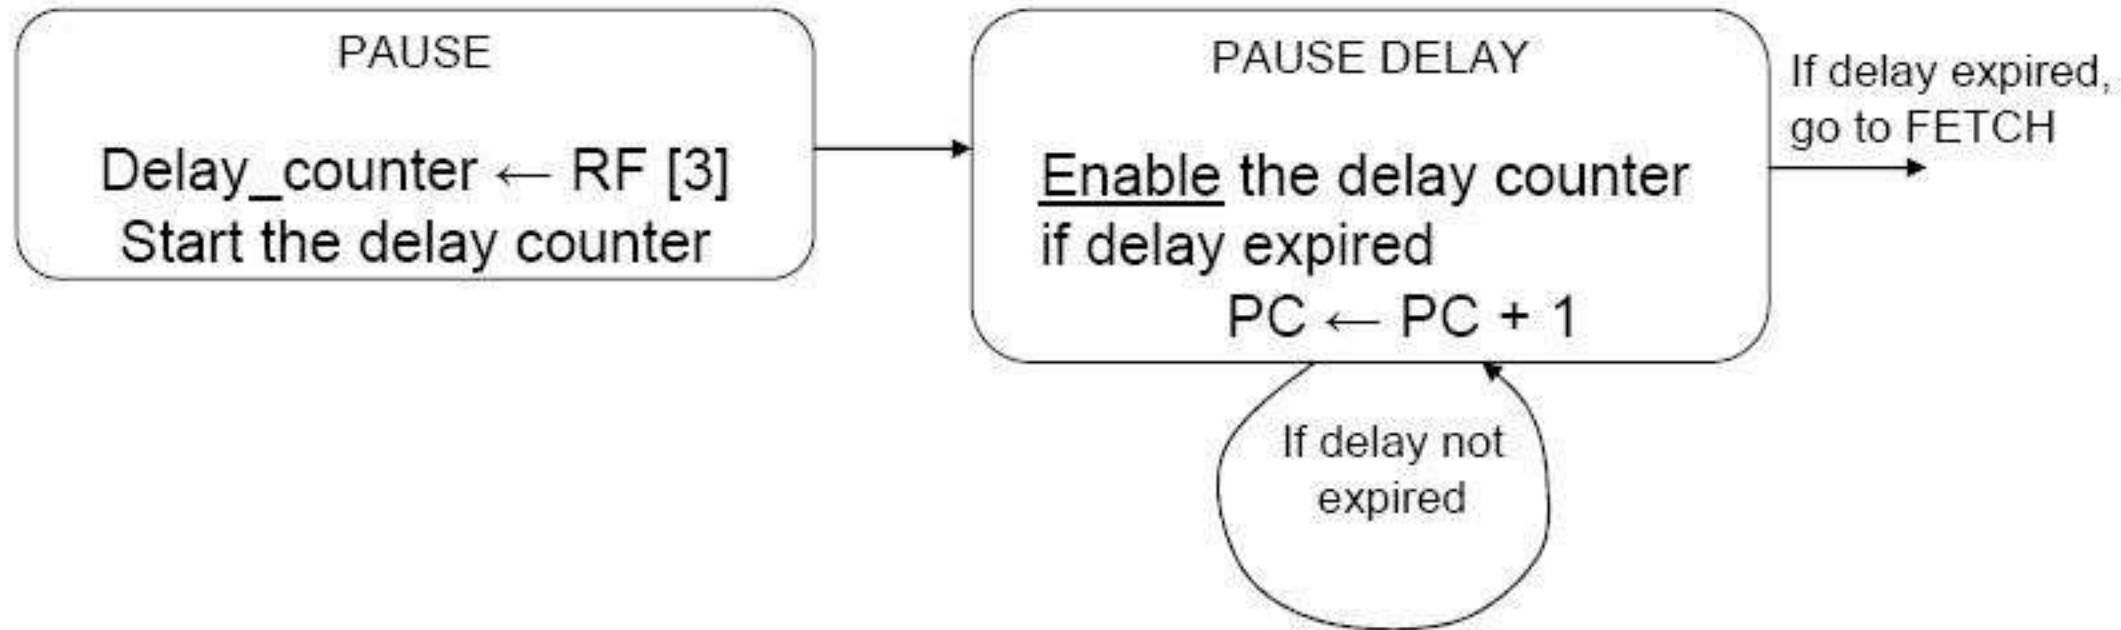 PAUSE
Delay_counter ← RF [3]
Start the delay counter
PAUSE DELAY
Enable the delay counter
if delay expired
PC ← PC + 1
If delay expired,
go to FETCH
If delay not
expired